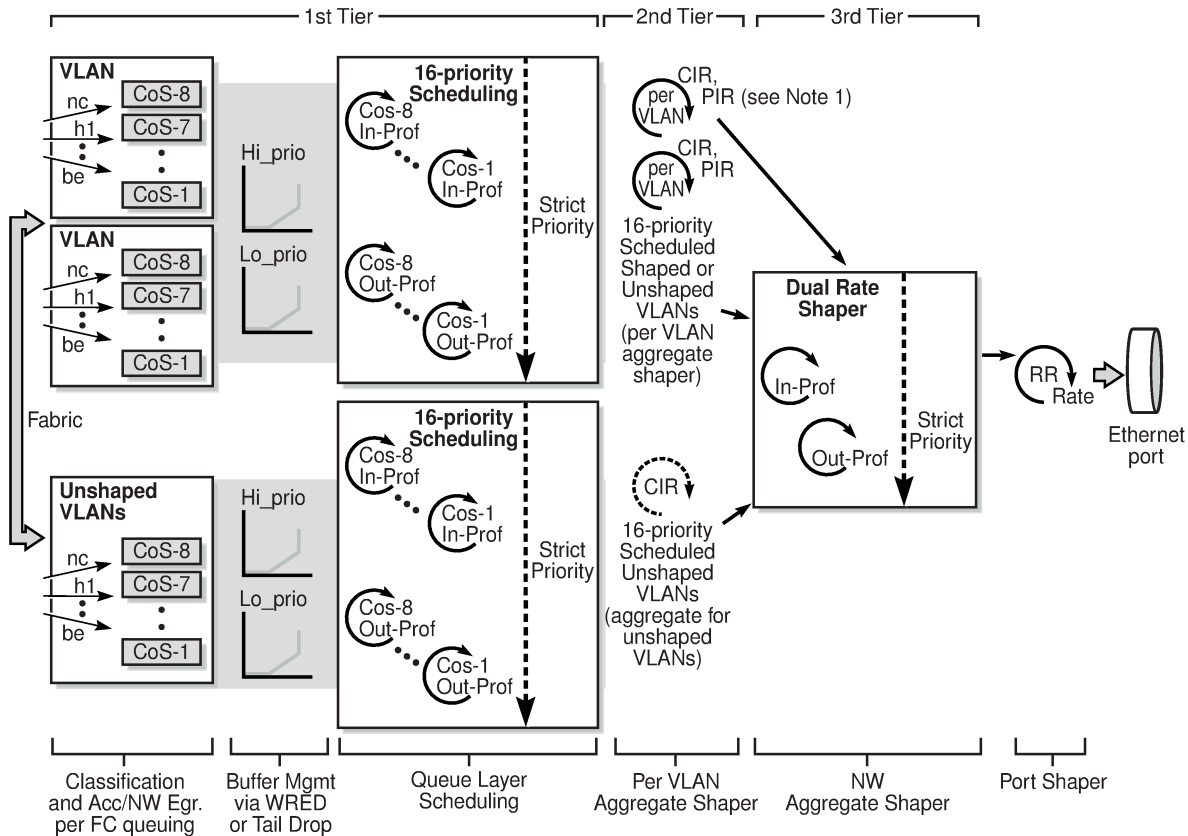 1st Tier
2nd Tier
3rd Tier
VLAN
nc
h1
be
CoS-8
CoS-7
CoS-1
VLAN
nc
h1
be
CoS-8
CoS-7
CoS-1
Fabric
Unshaped
VLANs
nc
h1
be
CoS-8
CoS-7
CoS-1
Hi_prio
Lo_prio
Hi_prio
Lo_prio
16-priority
Scheduling
Cos-8
In-Prof
Cos-1
In-Prof
Cos-8
Out-Prof
Cos-1
Out-Prof
Strict
Priority
16-priority
Scheduling
Cos-8
In-Prof
Cos-1
In-Prof
Cos-8
Out-Prof
Cos-1
Out-Prof
Strict
Priority
per
VLAN
CIR,
PIR (see Note 1)
per
VLAN
CIR,
PIR
16-priority
Scheduled
Shaped or
Unshaped
VLANs
(per VLAN
aggregate
shaper)
CIR
16-priority
Scheduled
Unshaped
VLANs
(aggregate for
unshaped
VLANs)
Dual Rate
Shaper
In-Prof
Out-Prof
Strict
Priority
RR
Rate
Ethernet
port
Classification
and Acc/NW Egr.
per FC queuing
Buffer Mgmt
via WRED
or Tail Drop
Queue Layer
Scheduling
Per VLAN
Aggregate Shaper
NW
Aggregate Shaper
Port Shaper